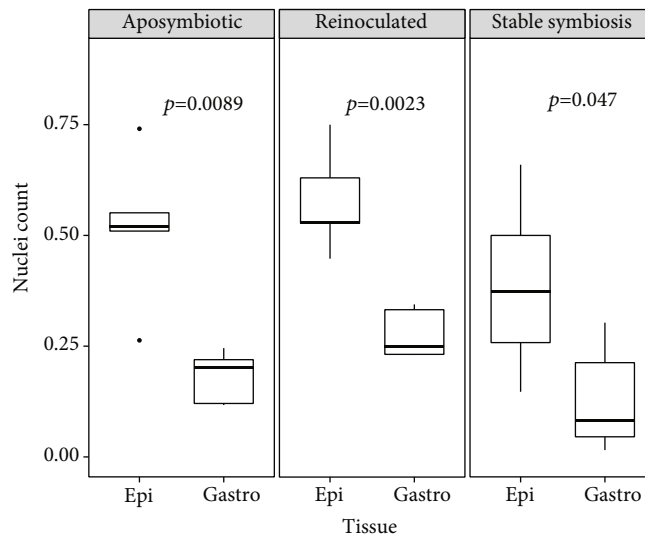 Aposymbiotic
Reinoculated
Stable symbiosis
p=0.0089
p=0.0023
p=0.047
0.75
0.50
0.25
0.00
Nuclei count
Epi
Gastro
Epi
Gastro
Epi
Gastro
Tissue